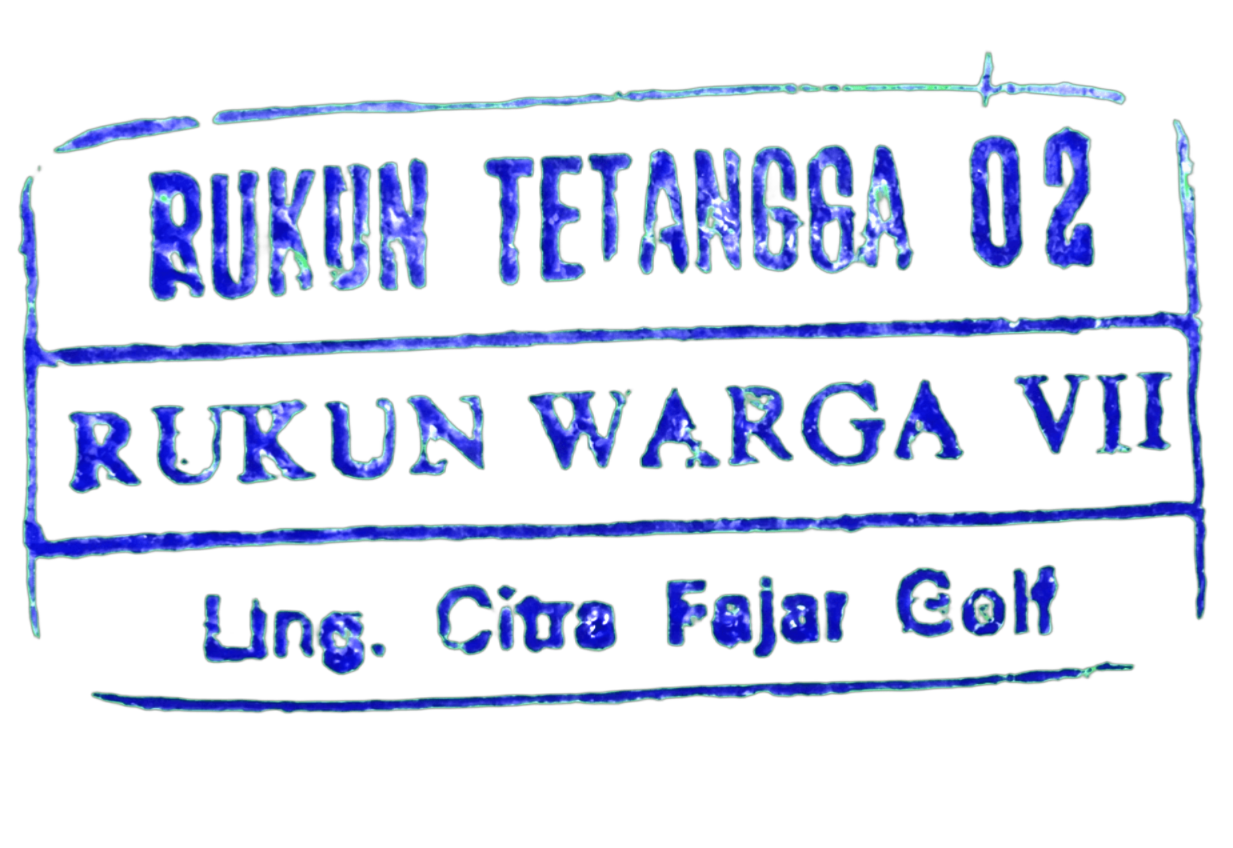 RUKUN TETANGGA 02
RUKUN WARGA VII
Ling. Citra Fajar Golf